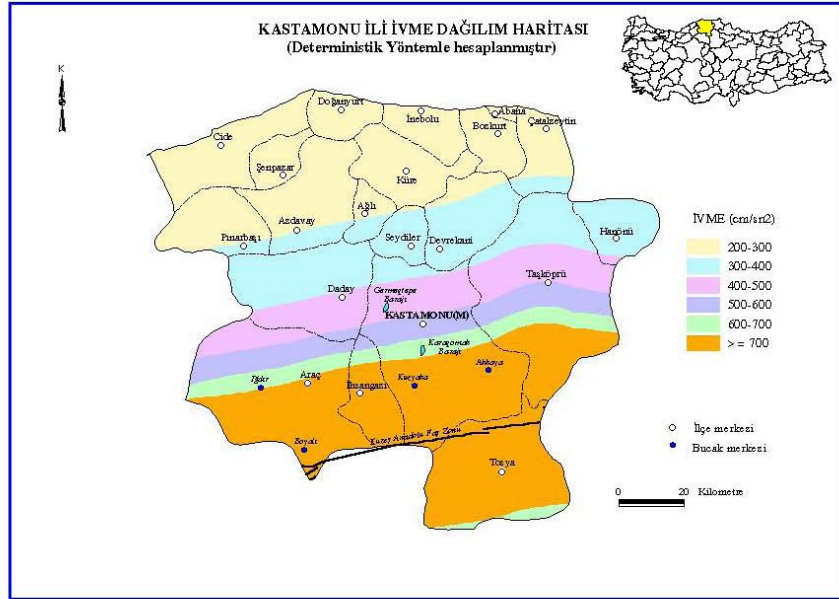 KASTAMONU İLİ İVME DAĞILIM HARİTASI
(Deterministik Yöntemle hesaplanmıştır)
K
Doğanyurt
İnebolu
Abana
Bozkurt
Çatalzeytin
Cide
Şenpazar
Küre
Ağlı
Azdavay
Pınarbaşı
Seydiler
Devrekani
Hanönü
Daday
Germeçtepe
Barajı
Taşköprü
KASTAMONU(M)
Karaçomak
Barajı
Iğdır
Araç
İhsangazi
Kuzyaka
Akkaya
Boyalı
Kuzey Anadolu Fay Zonu
Tosya
İVME (cm/sn2)
200-300
300-400
400-500
500-600
600-700
> = 700
İlçe merkezi
Bucak merkezi
0 20 Kilometre